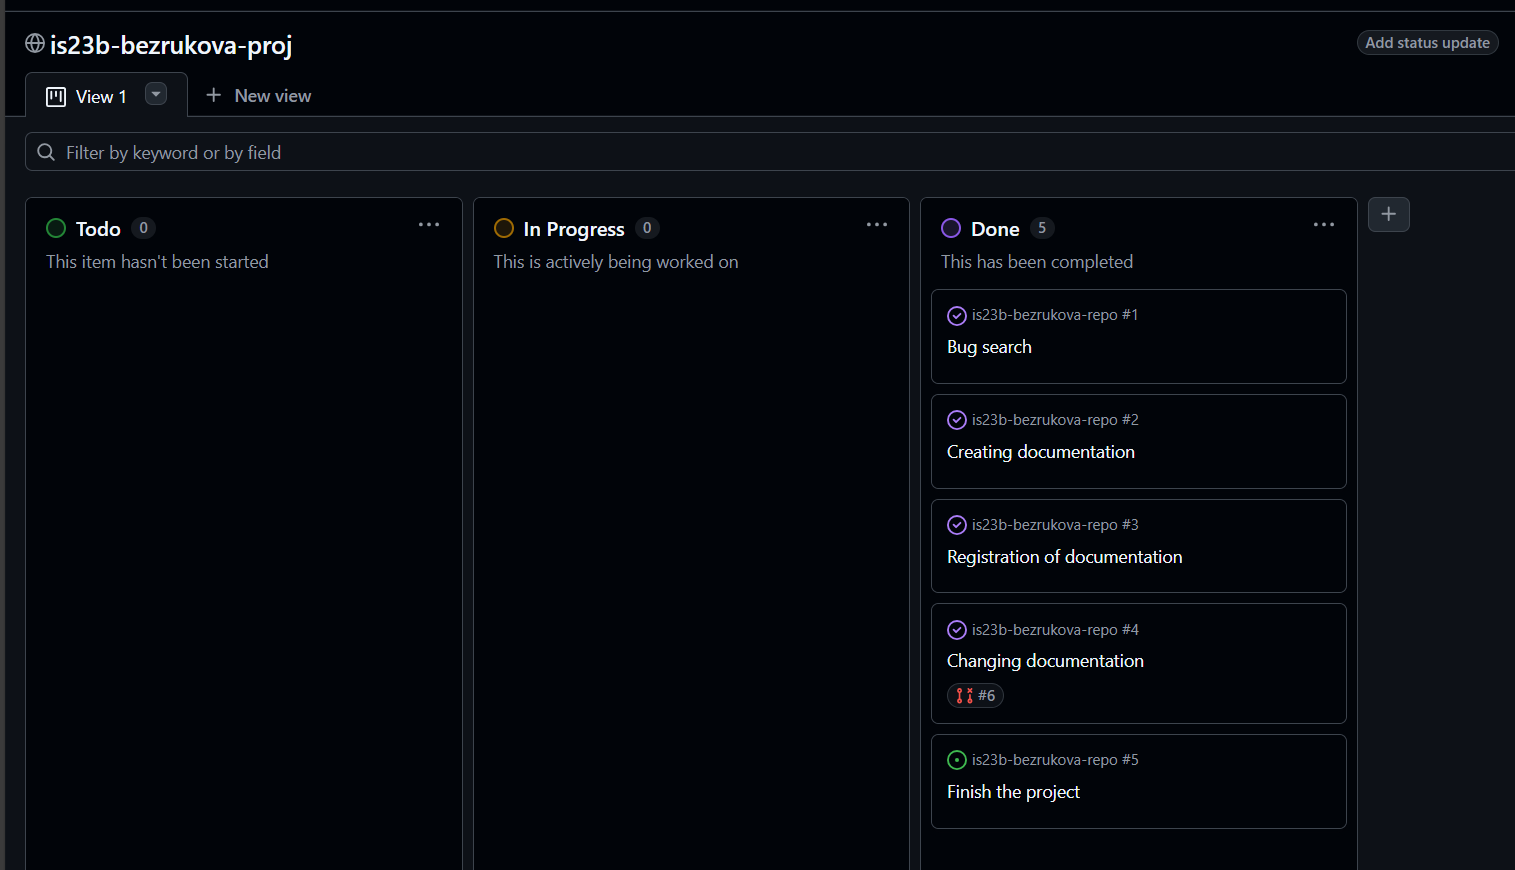 is23b-bezrukova-proj
Add status update
View 1
New view
Filter by keyword or by field
Todo 0
This item hasn't been started
In Progress 0
This is actively being worked on
Done 5
This has been completed
is23b-bezrukova-repo #1
Bug search
is23b-bezrukova-repo #2
Creating documentation
is23b-bezrukova-repo #3
Registration of documentation
is23b-bezrukova-repo #4
Changing documentation
#6
is23b-bezrukova-repo #5
Finish the project